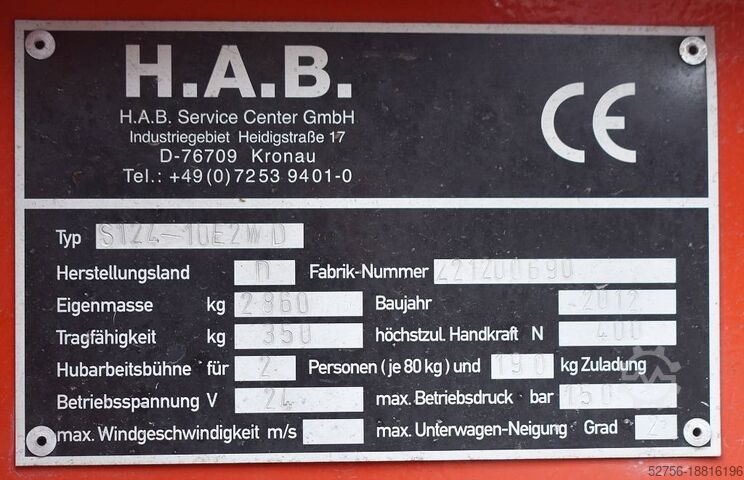 H.A.B.
H.A.B. Service Center GmbH
Industriegebiet Heidigstraße 17
D-76709 Kronau
Tel.: +49(0)7253 9401-0
CE
Typ S124-10E2WD
Herstellungsland D Fabrik-Nummer 221200690
Eigenmasse kg 2860 Baujahr 2012
Tragfähigkeit kg 350 höchstzul. Handkraft N 400
Hubarbeitsbühne für 2 Personen (je 80 kg) und 190 kg Zuladung
Betriebsspannung V 24 max. Betriebsdruck bar 150
max. Windgeschwindigkeit m/s max. Unterwagen-Neigung Grad 2
52756-18816196